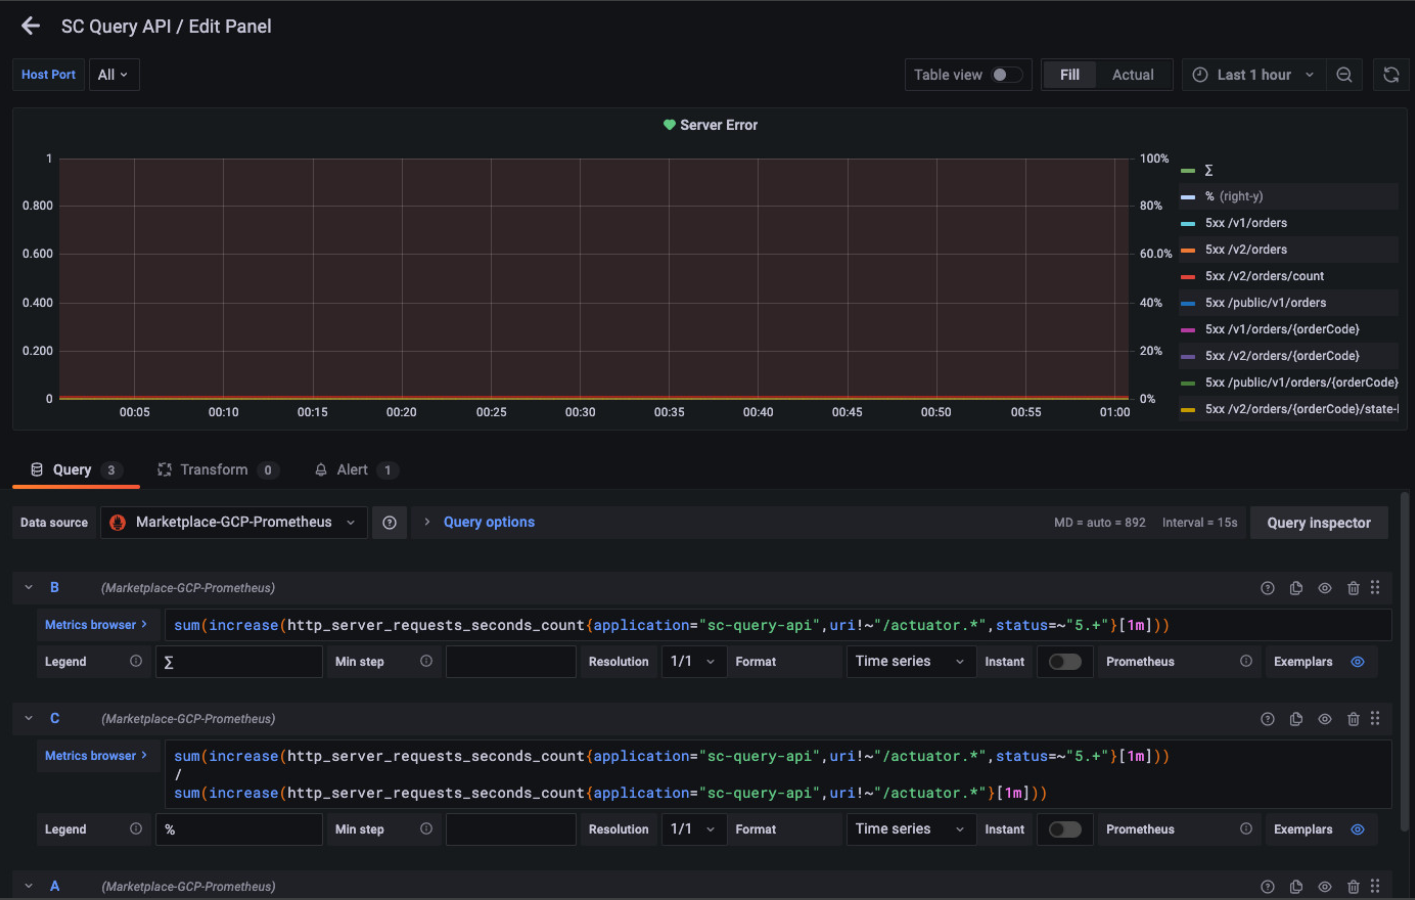 SC Query API / Edit Panel
Host Port All
Table view Fill Actual Last 1 hour
Server Error
1
0.800
0.600
0.400
0.200
0
100%
80%
60.0%
40%
20%
0%
00:05 00:10 00:15 00:20 00:25 00:30 00:35 00:40 00:45 00:50 00:55 01:00
Σ
% (right-y)
5xx /v1/orders
5xx /v2/orders
5xx /v2/orders/count
5xx /public/v1/orders
5xx /v1/orders/{orderCode}
5xx /v2/orders/{orderCode}
5xx /public/v1/orders/{orderCode}
5xx /v2/orders/{orderCode}/state-
Query 3 Transform 0 Alert 1
Data source Marketplace-GCP-Prometheus Query options MD = auto = 892 Interval = 15s Query inspector
B (Marketplace-GCP-Prometheus)
Metrics browser > sum(increase(http_server_requests_seconds_count{application="sc-query-api",uri!~"/actuator.*",status=~"5.+"}[1m]))
Legend Σ Min step Resolution 1/1 Format Time series Instant Prometheus Exemplars
C (Marketplace-GCP-Prometheus)
Metrics browser > sum(increase(http_server_requests_seconds_count{application="sc-query-api",uri!~"/actuator.*",status=~"5.+"}[1m]))
/
sum(increase(http_server_requests_seconds_count{application="sc-query-api",uri!~"/actuator.*"}[1m]))
Legend % Min step Resolution 1/1 Format Time series Instant Prometheus Exemplars
A (Marketplace-GCP-Prometheus)